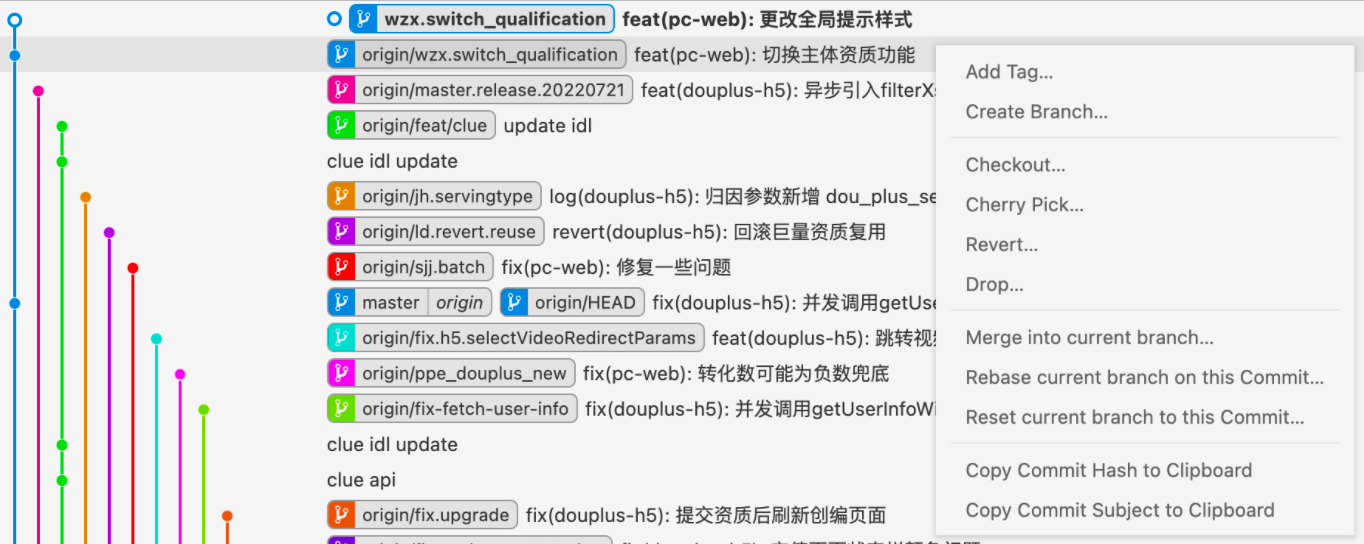 wzx.switch_qualification feat(pc-web): 更改全局提示样式
origin/wzx.switch_qualification feat(pc-web): 切换主体资质功能
origin/master.release.20220721 feat(douplus-h5): 异步引入filterXs
origin/feat/clue update idl
clue idl update
origin/jh.servingtype log(douplus-h5): 归因参数新增 dou_plus_se
origin/ld.revert.reuse revert(douplus-h5): 回滚巨量资质复用
origin/sjj.batch fix(pc-web): 修复一些问题
master origin origin/HEAD fix(douplus-h5): 并发调用getUse
origin/fix.h5.selectVideoRedirectParams feat(douplus-h5): 跳转视频
origin/ppe_douplus_new fix(pc-web): 转化数可能为负数兜底
origin/fix-fetch-user-info fix(douplus-h5): 并发调用getUserInfoWi
clue idl update
clue api
origin/fix.upgrade fix(douplus-h5): 提交资质后刷新创编页面
Add Tag...
Create Branch...
Checkout...
Cherry Pick...
Revert...
Drop...
Merge into current branch...
Rebase current branch on this Commit...
Reset current branch to this Commit...
Copy Commit Hash to Clipboard
Copy Commit Subject to Clipboard